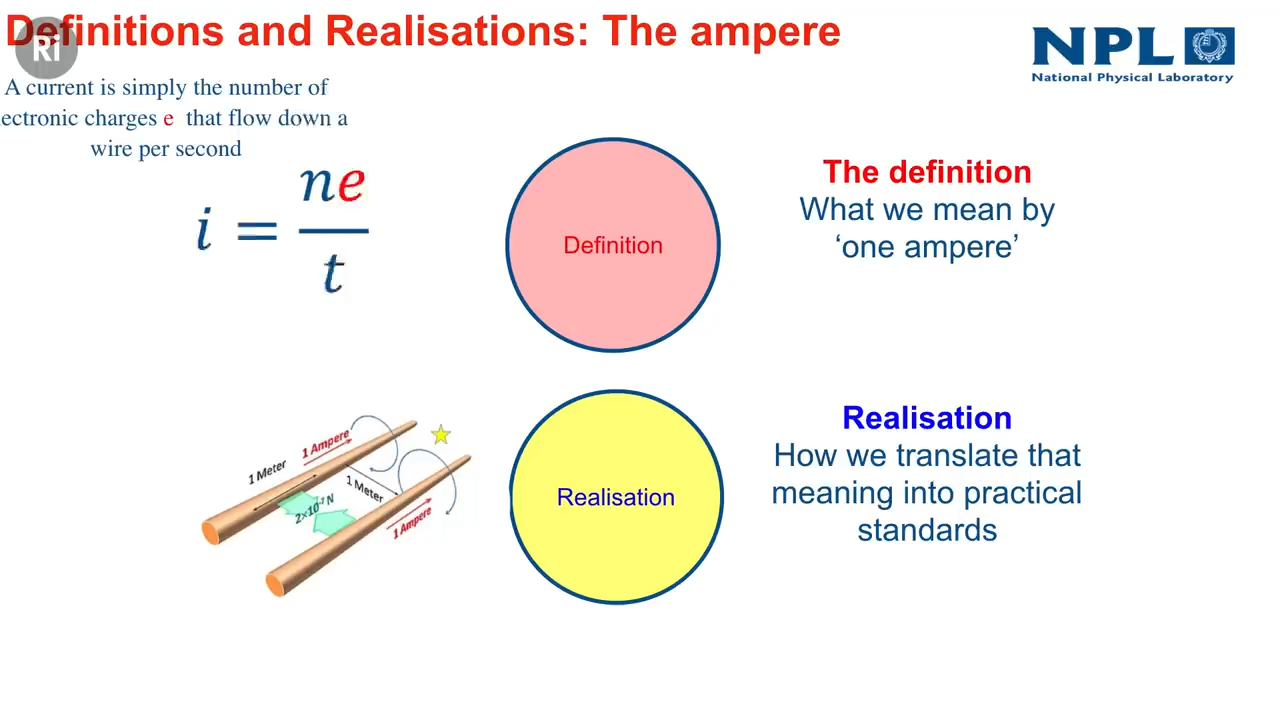 Definitions and Realisations: The ampere
Ri
NPL
National Physical Laboratory
A current is simply the number of
ectronic charges e that flow down a
wire per second
i = ne
t
Definition
The definition
What we mean by
‘one ampere’
1 Meter
1 Ampere
1 Meter
2×10⁻⁷ N
1 Ampere
Realisation
Realisation
How we translate that
meaning into practical
standards